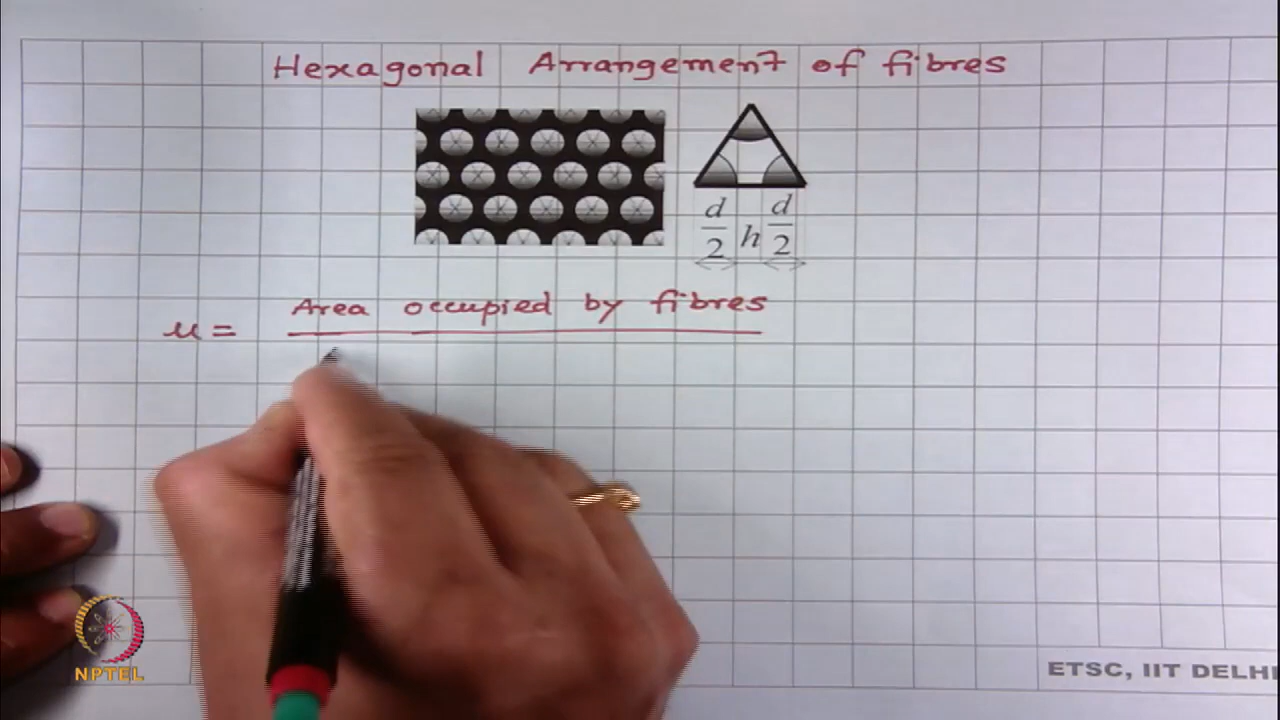 Hexagonal Arrangement of fibres
d/2 h d/2
μ = Area occupied by fibres
NPTEL
ETSC, IIT DELHI